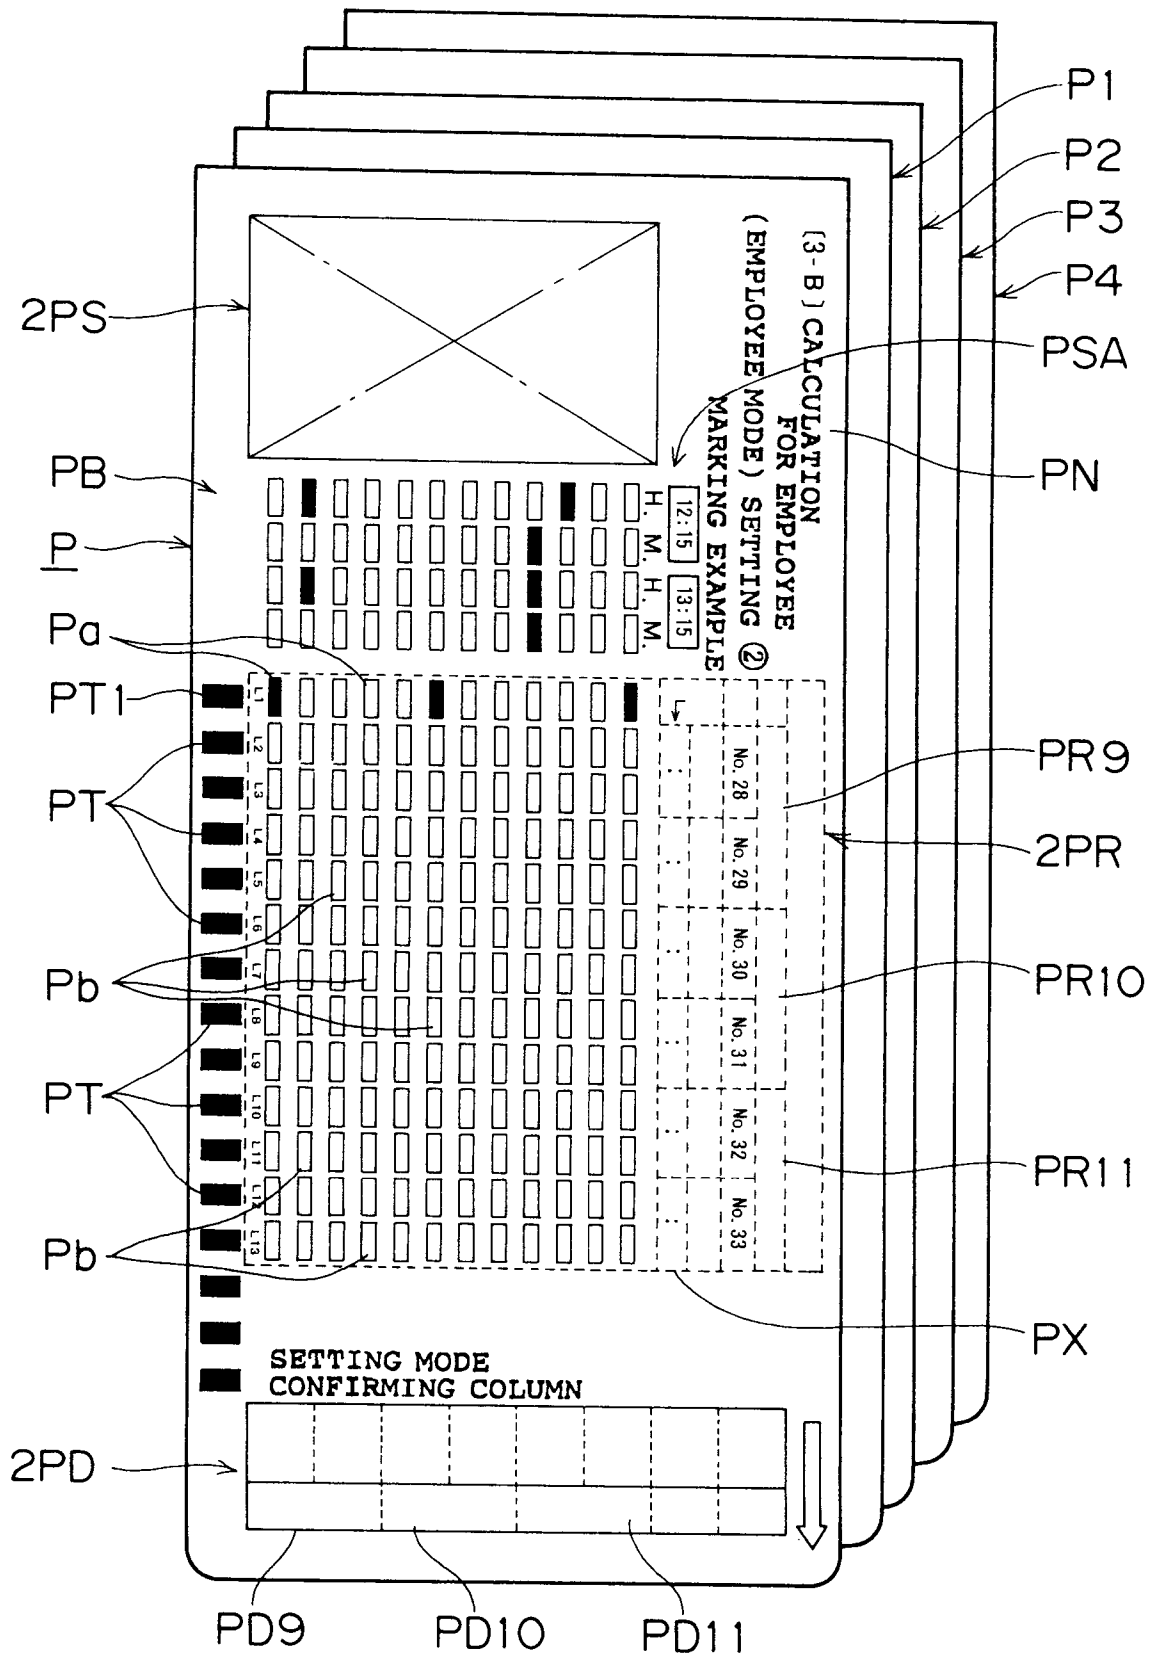 P1
P2
P3
P4
PSA
PN
2PS
PB
P
Pa
PT1
PT
Pb
PT
Pb
2PD
PR9
2PR
PR10
PR11
PX
PD9
PD10
PD11
[3-B] CALCULATION
FOR EMPLOYEE
(EMPLOYEE MODE) SETTING ②
MARKING EXAMPLE
12:15 13:15
H. M. H. M.
No. 28 No. 29 No. 30 No. 31 No. 32 No. 33
: : : : : :
L1 L2 L3 L4 L5 L6 L7 L8 L9 L10 L11 L12 L13
SETTING MODE
CONFIRMING COLUMN